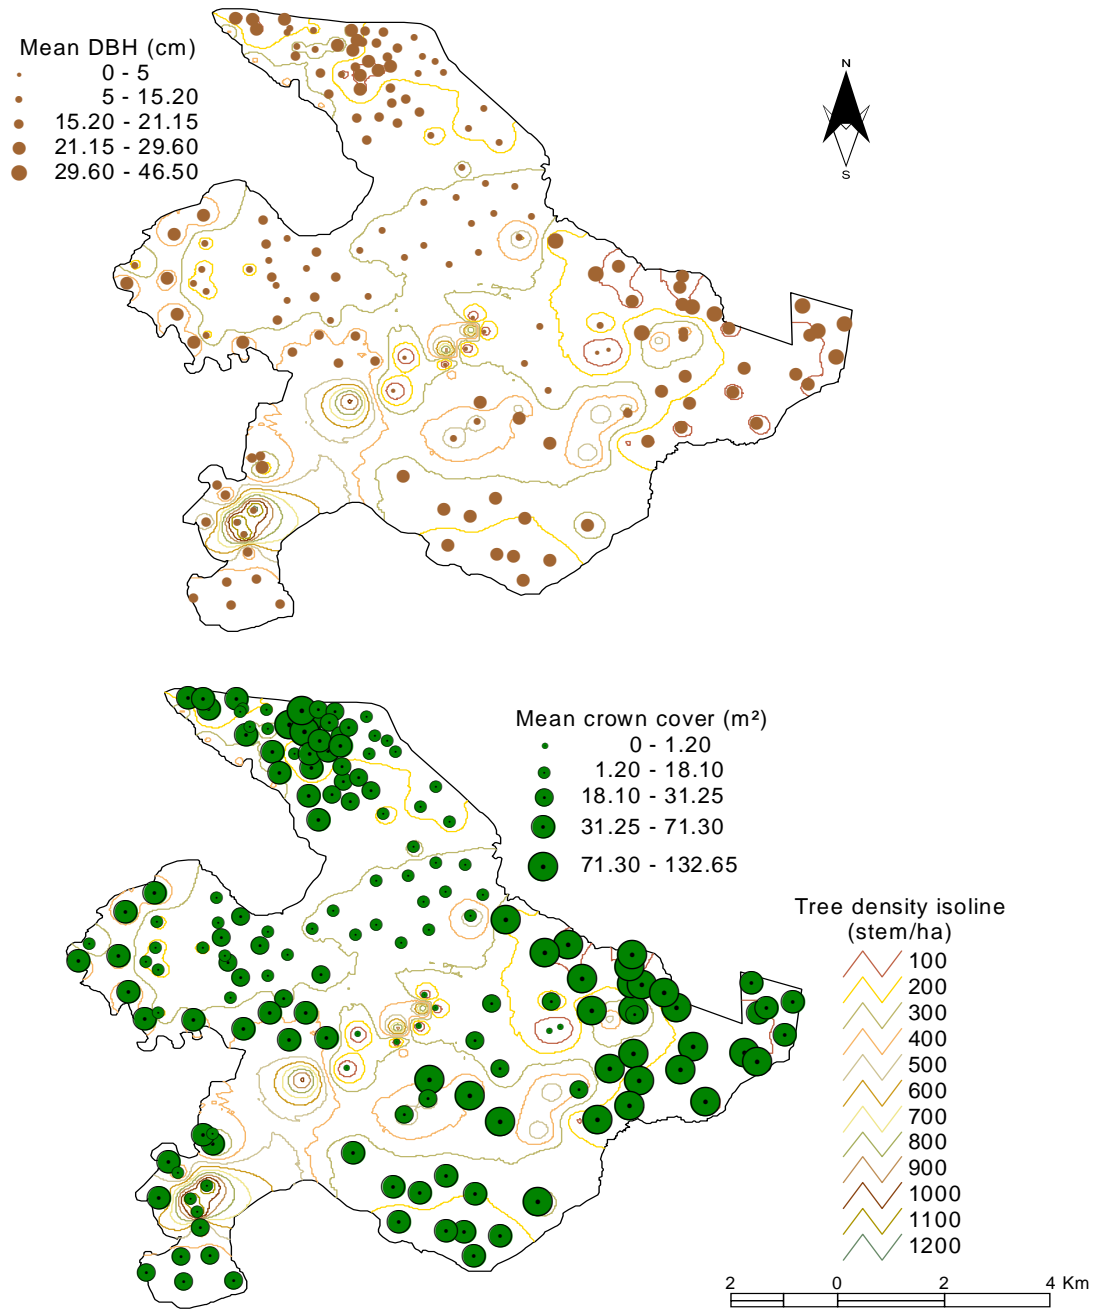 Mean DBH (cm)
0 - 5
5 - 15.20
15.20 - 21.15
21.15 - 29.60
29.60 - 46.50
N
S
Mean crown cover (m²)
0 - 1.20
1.20 - 18.10
18.10 - 31.25
31.25 - 71.30
71.30 - 132.65
Tree density isoline
(stem/ha)
100
200
300
400
500
600
700
800
900
1000
1100
1200
2 0 2 4 Km